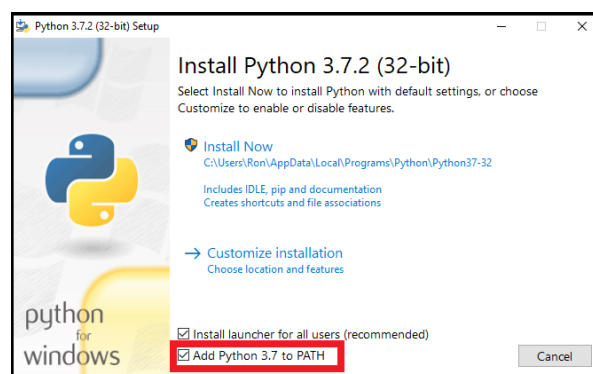 Python 3.7.2 (32-bit) Setup
Install Python 3.7.2 (32-bit)
Select Install Now to install Python with default settings, or choose
Customize to enable or disable features.
Install Now
C:\Users\Ron\AppData\Local\Programs\Python\Python37-32
Includes IDLE, pip and documentation
Creates shortcuts and file associations
Customize installation
Choose location and features
python
for
windows
Install launcher for all users (recommended)
Add Python 3.7 to PATH
Cancel